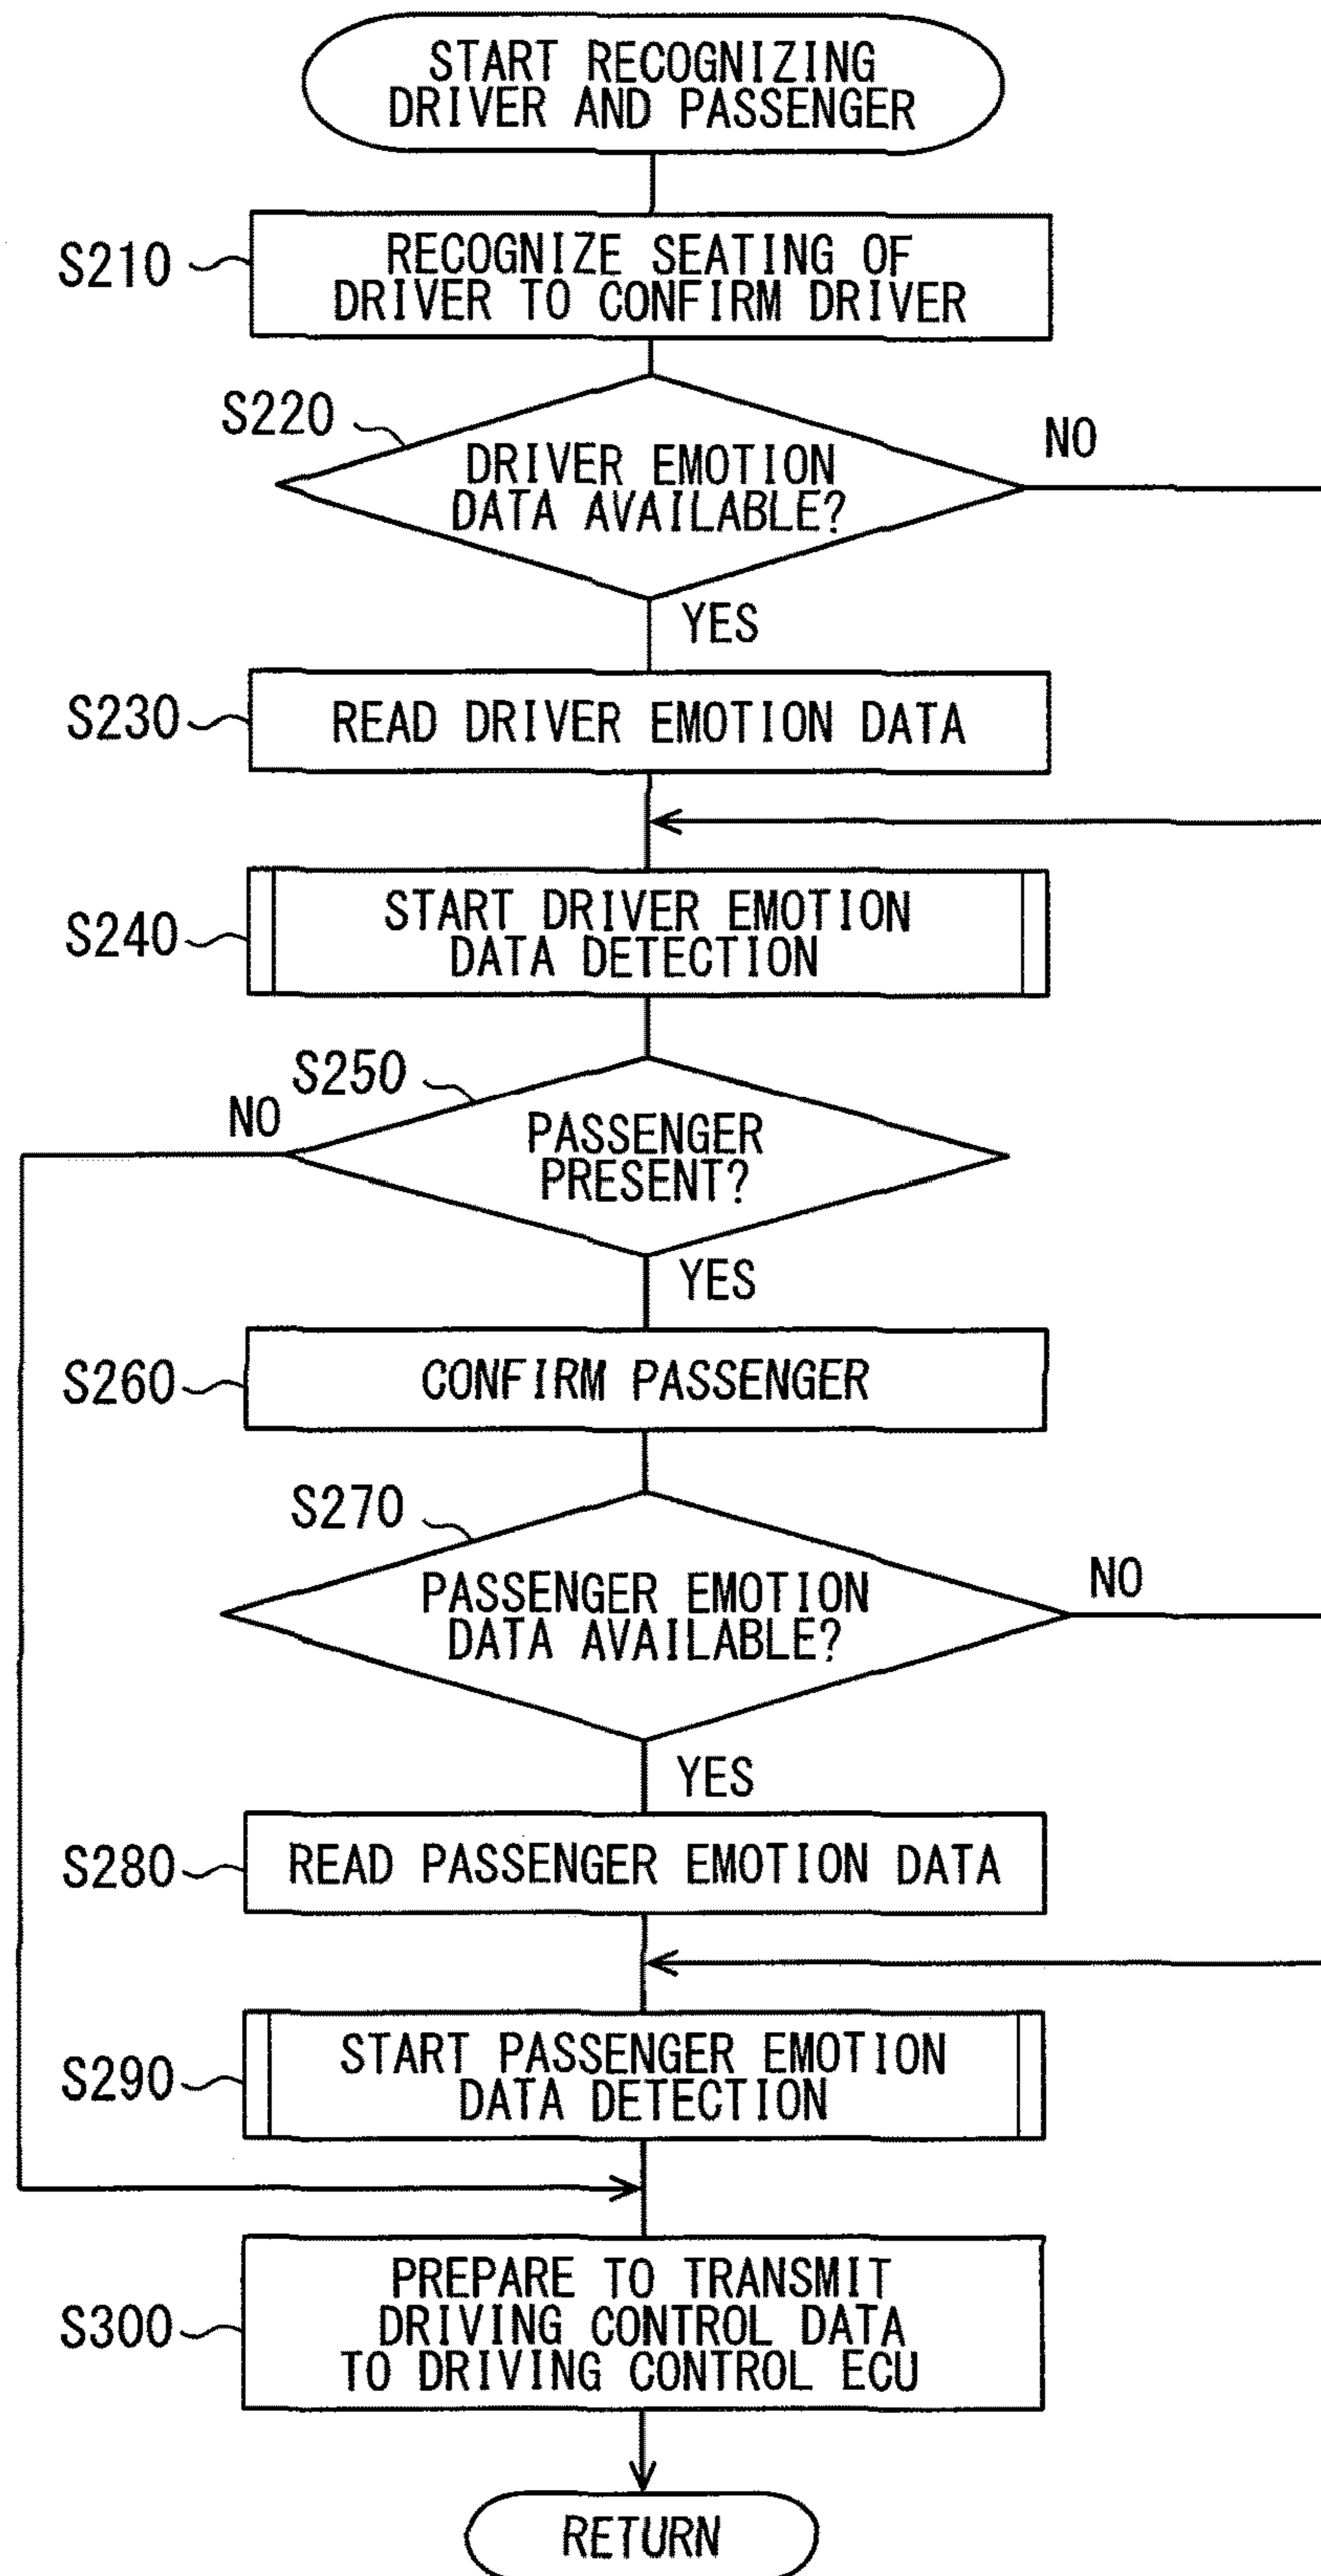 START RECOGNIZING
DRIVER AND PASSENGER
S210
RECOGNIZE SEATING OF
DRIVER TO CONFIRM DRIVER
S220
DRIVER EMOTION
DATA AVAILABLE?
NO
YES
S230
READ DRIVER EMOTION DATA
S240
START DRIVER EMOTION
DATA DETECTION
S250
NO
PASSENGER
PRESENT?
YES
S260
CONFIRM PASSENGER
S270
PASSENGER EMOTION
DATA AVAILABLE?
NO
YES
S280
READ PASSENGER EMOTION DATA
S290
START PASSENGER EMOTION
DATA DETECTION
S300
PREPARE TO TRANSMIT
DRIVING CONTROL DATA
TO DRIVING CONTROL ECU
RETURN